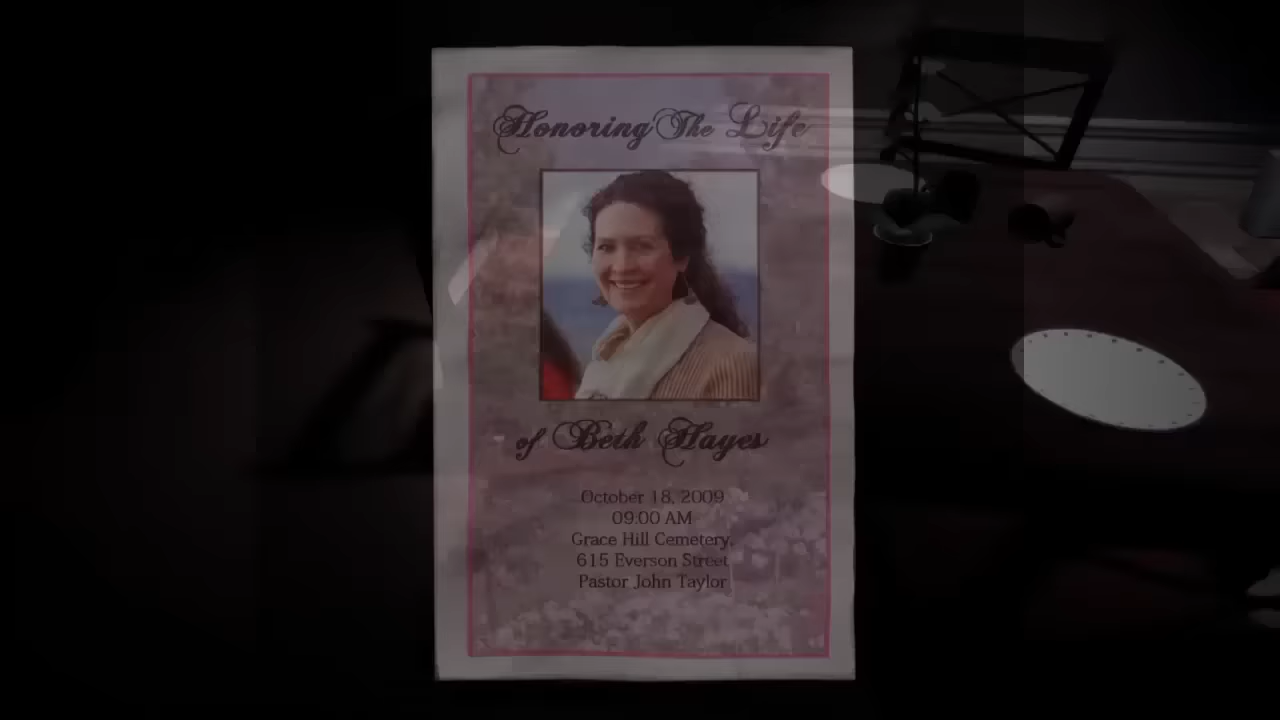 Honoring The Life
of Beth Hayes
October 18, 2009
09.00 AM
Grace Hill Cemetery,
615 Everson Street
Pastor John Taylor